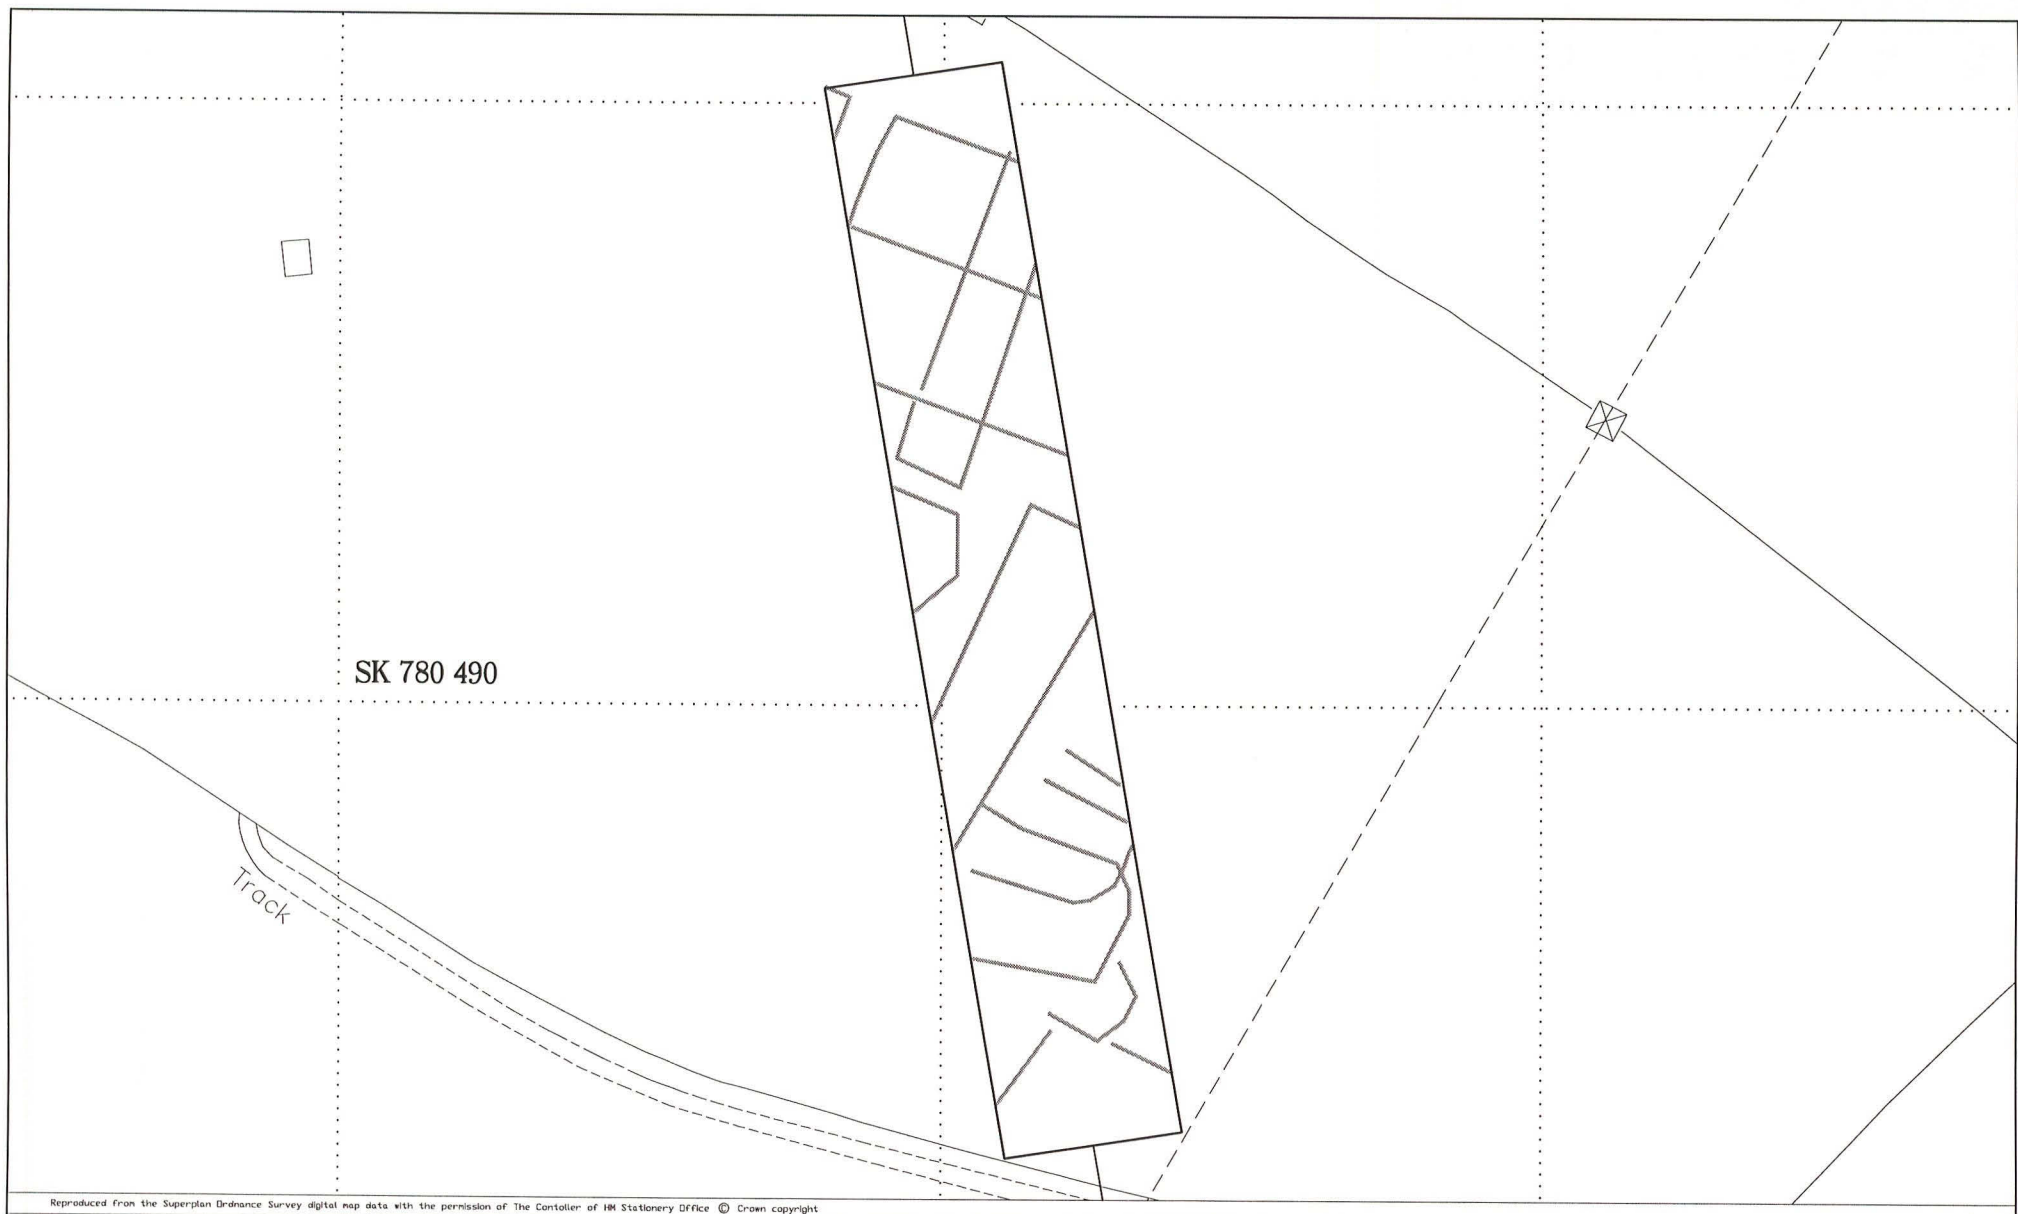 SK 780 490
Track
Reproduced from the Superplan Ordnance Survey digital map data with the permission of The Contoller of HM Stationery Office © Crown copyright